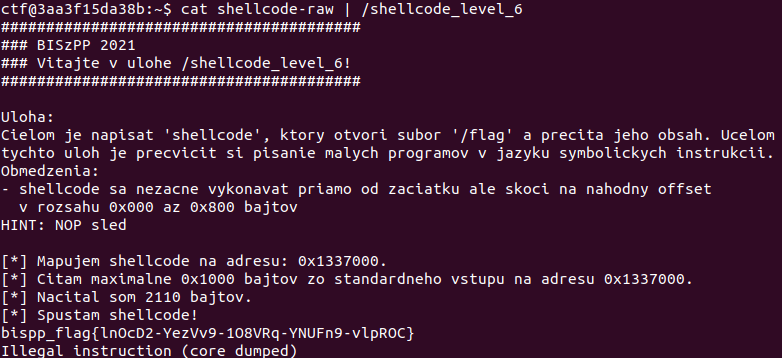 ctf@3aa3f15da38b:~$ cat shellcode-raw | /shellcode_level_6
########################################
### BISzPP 2021
### Vitajte v ulohe /shellcode_level_6!
########################################
Uloha:
Cielom je napisat 'shellcode', ktory otvori subor '/flag' a precita jeho obsah. Ucelom
tychto uloh je precvicit si pisanie malych programov v jazyku symbolickych instrukcii.
Obmedzenia:
- shellcode sa nezacne vykonavat priamo od zaciatku ale skoci na nahodny offset
v rozsahu 0x000 az 0x800 bajtov
HINT: NOP sled
[*] Mapujem shellcode na adresu: 0x1337000.
[*] Citam maximalne 0x1000 bajtov zo standardneho vstupu na adresu 0x1337000.
[*] Nacital som 2110 bajtov.
[*] Spustam shellcode!
bispp_flag{lnOcD2-YezVv9-1O8VRq-YNUFn9-vlpROC}
Illegal instruction (core dumped)